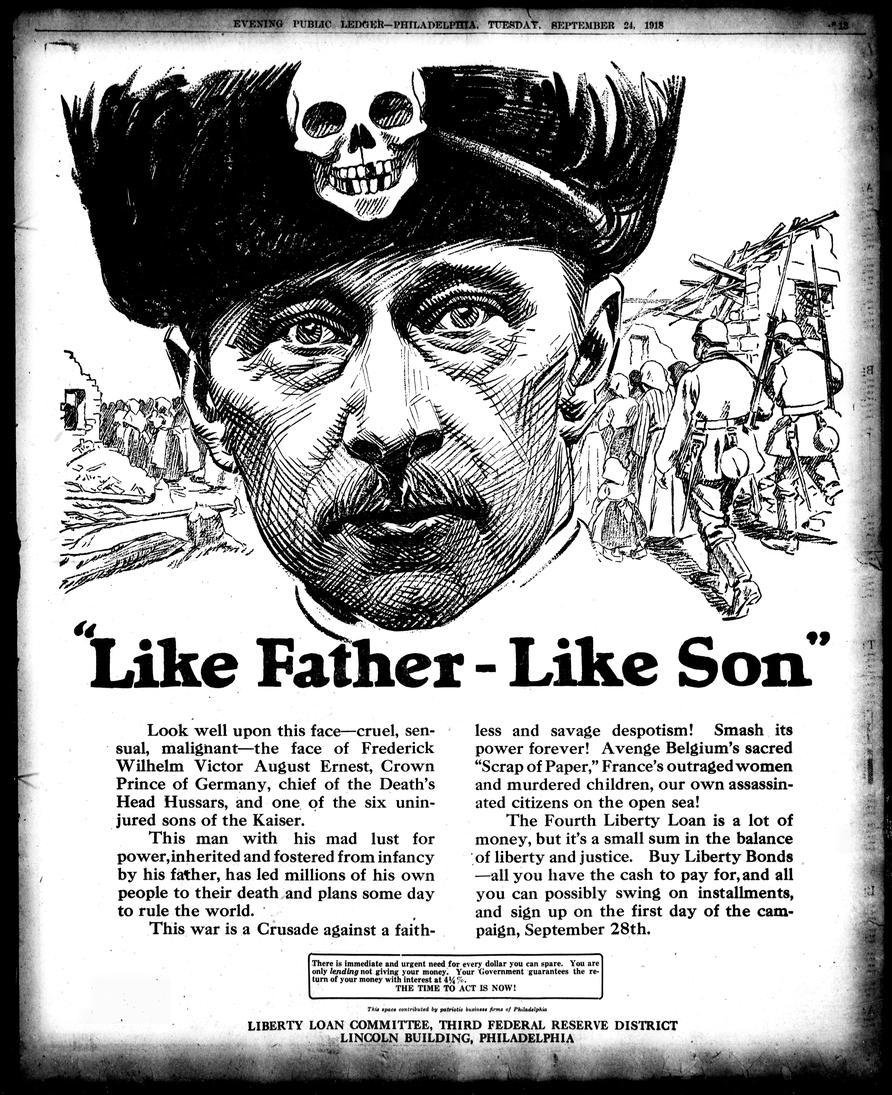 EVENING PUBLIC LEDGER—PHILADELPHIA, TUESDAY, SEPTEMBER 24, 1918
13
"Like Father - Like Son"
Look well upon this face—cruel, sen-
sual, malignant—the face of Frederick
Wilhelm Victor August Ernest, Crown
Prince of Germany, chief of the Death's
Head Hussars, and one of the six unin-
jured sons of the Kaiser.
This man with his mad lust for
power, inherited and fostered from infancy
by his father, has led millions of his own
people to their death and plans some day
to rule the world.
This war is a Crusade against a faith-
less and savage despotism! Smash its
power forever! Avenge Belgium's sacred
"Scrap of Paper," France's outraged women
and murdered children, our own assassin-
ated citizens on the open sea!
The Fourth Liberty Loan is a lot of
money, but it's a small sum in the balance
of liberty and justice. Buy Liberty Bonds
—all you have the cash to pay for, and all
you can possibly swing on installments,
and sign up on the first day of the cam-
paign, September 28th.
There is immediate and urgent need for every dollar you can spare. You are
only lending not giving your money. Your Government guarantees the re-
turn of your money with interest at 4¼%.
THE TIME TO ACT IS NOW!
This space contributed by patriotic business firms of Philadelphia
LIBERTY LOAN COMMITTEE, THIRD FEDERAL RESERVE DISTRICT
LINCOLN BUILDING, PHILADELPHIA